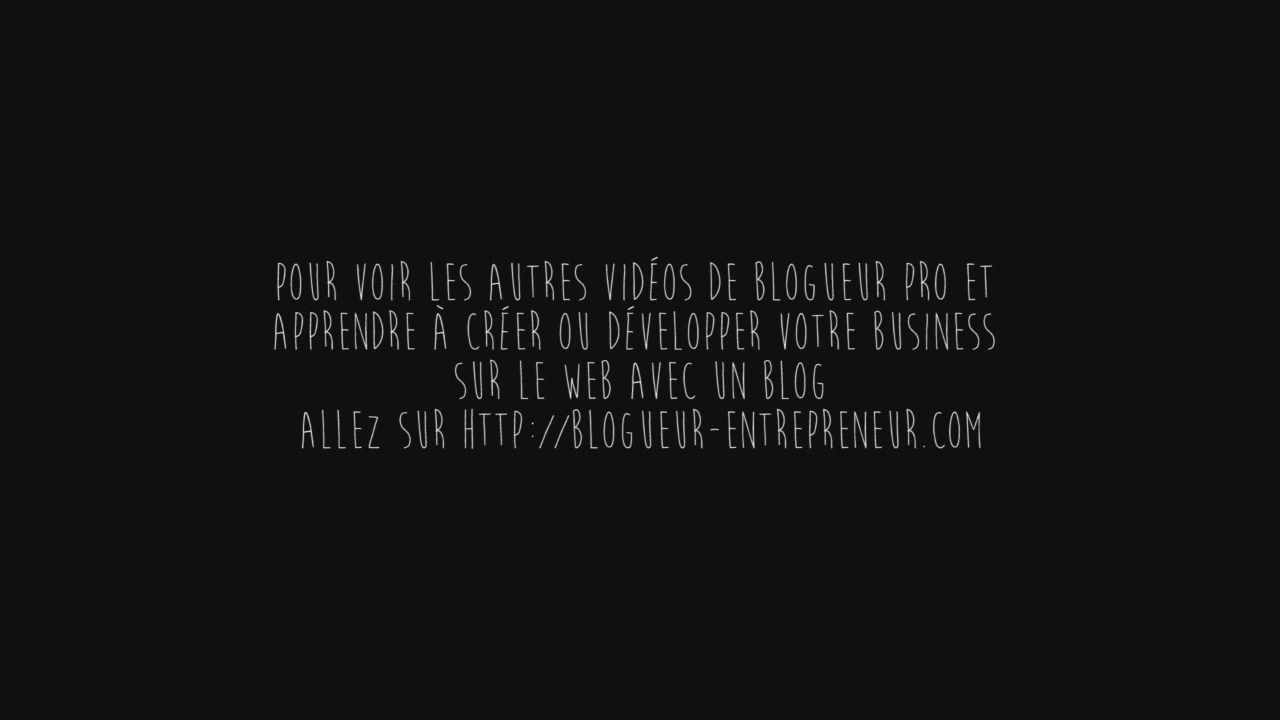 POUR VOIR LES AUTRES VIDÉOS DE BLOGUEUR PRO ET
APPRENDRE À CRÉER OU DÉVELOPPER VOTRE BUSINESS
SUR LE WEB AVEC UN BLOG
ALLEZ SUR HTTP://BLOGUEUR-ENTREPRENEUR.COM